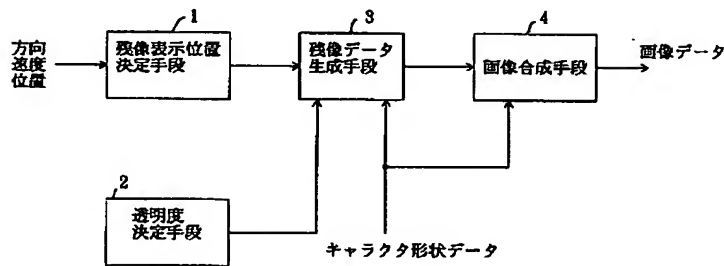 1
3
4
方向
速度
位置
残像表示位置
決定手段
残像データ
生成手段
画像合成手段
画像データ
2
透明度
決定手段
キャラクタ形状データ